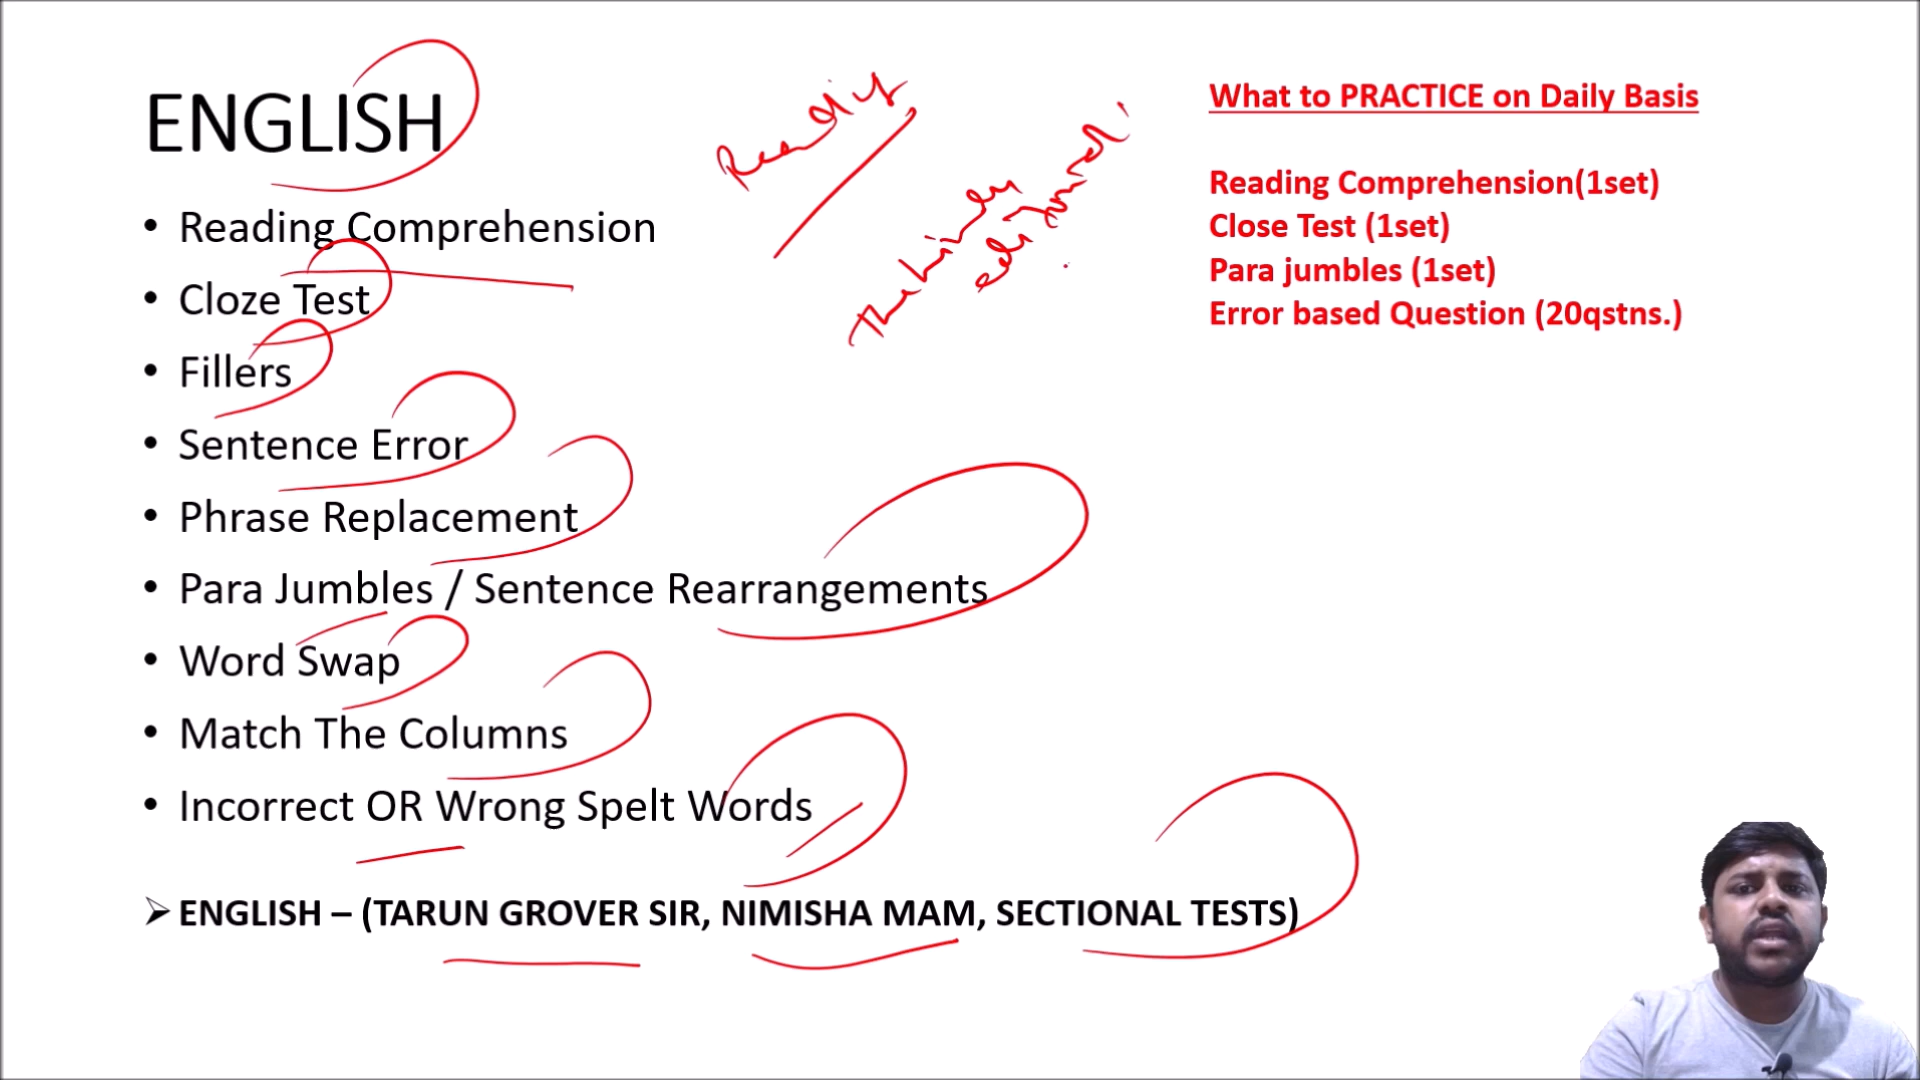 ENGLISH
• Reading Comprehension
• Cloze Test
• Fillers
• Sentence Error
• Phrase Replacement
• Para Jumbles / Sentence Rearrangements
• Word Swap
• Match The Columns
• Incorrect OR Wrong Spelt Words
➢ ENGLISH – (TARUN GROVER SIR, NIMISHA MAM, SECTIONAL TESTS)
What to PRACTICE on Daily Basis
Reading Comprehension(1set)
Close Test (1set)
Para jumbles (1set)
Error based Question (20qstns.)